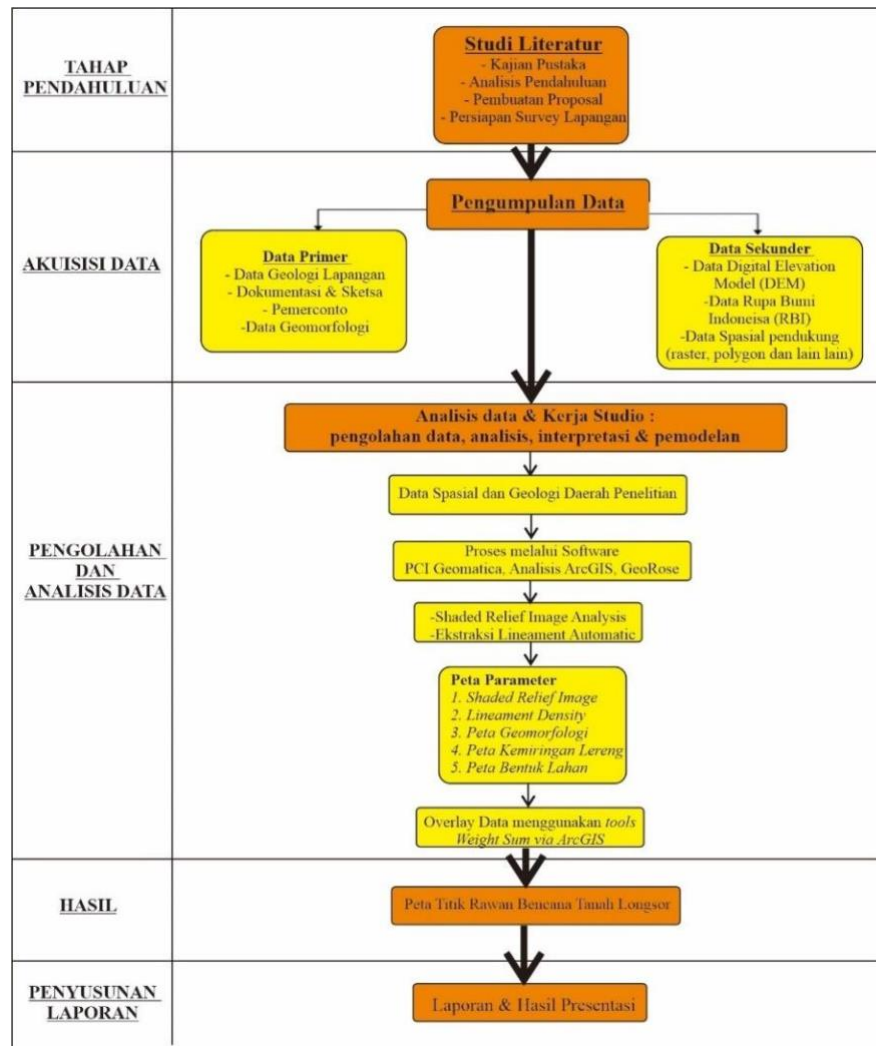 TAHAP
PENDAHULUAN
Studi Literatur
- Kajian Pustaka
- Analisis Pendahuluan
- Pembuatan Proposal
- Persiapan Survey Lapangan
AKUISISI DATA
Pengumpulan Data
Data Primer
- Data Geologi Lapangan
- Dokumentasi & Sketsa
- Pemerconto
-Data Geomorfologi
Data Sekunder
- Data Digital Elevation
Model (DEM)
-Data Rupa Bumi
Indoneisa (RBI)
-Data Spasial pendukung
(raster, polygon dan lain lain)
PENGOLAHAN
DAN
ANALISIS DATA
Analisis data & Kerja Studio :
pengolahan data, analisis, interpretasi & pemodelan
Data Spasial dan Geologi Daerah Penelitian
Proses melalui Software
PCI Geomatica, Analisis ArcGIS, GeoRose
-Shaded Relief Image Analysis
-Ekstraksi Lineament Automatic
Peta Parameter
1. Shaded Relief Image
2. Lineament Density
3. Peta Geomorfologi
4. Peta Kemiringan Lereng
5. Peta Bentuk Lahan
Overlay Data menggunakan tools
Weight Sum via ArcGIS
HASIL
Peta Titik Rawan Bencana Tanah Longsor
PENYUSUNAN
LAPORAN
Laporan & Hasil Presentasi